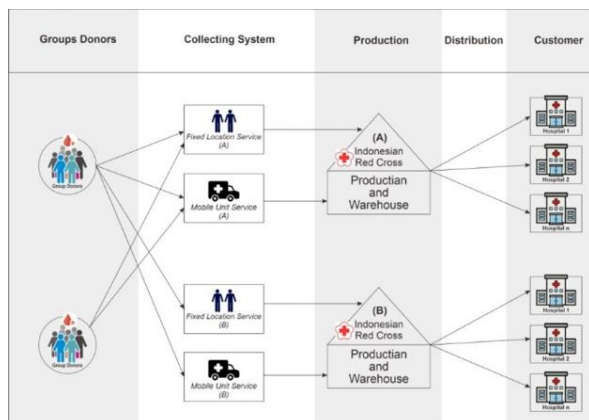 Groups Donors
Collecting System
Production
Distribution
Customer
Group Donors
Group Donors
Fixed Location Service
(A)
Mobile Unit Service
(A)
Fixed Location Service
(B)
Mobile Unit Service
(B)
(A)
Indonesian
Red Cross
Productian
and
Warehouse
(B)
Indonesian
Red Cross
Productian
and
Warehouse
Hospital 1
Hospital 2
Hospital n
Hospital 1
Hospital 2
Hospital n